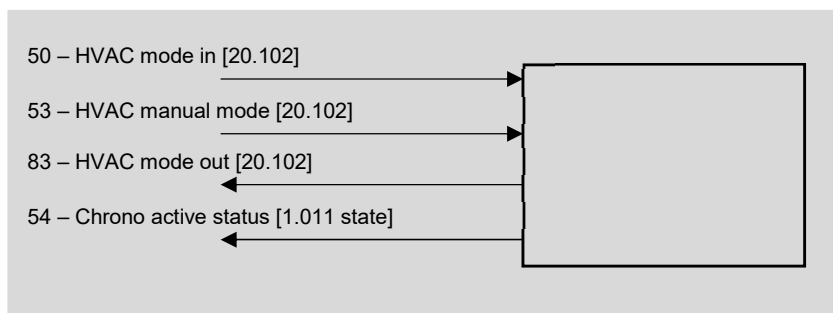 50 – HVAC mode in [20.102]
53 – HVAC manual mode [20.102]
83 – HVAC mode out [20.102]
54 – Chrono active status [1.011 state]